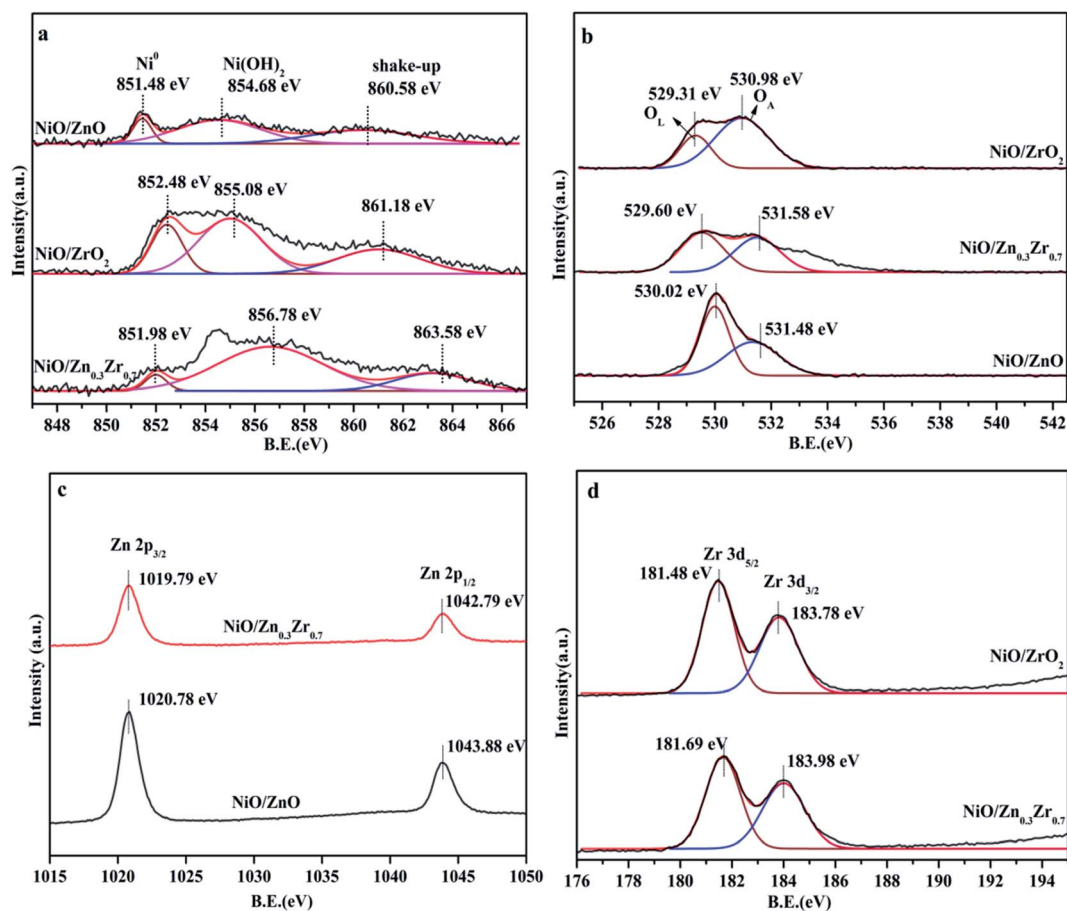 a
Ni⁰
851.48 eV
Ni(OH)₂
854.68 eV
shake-up
860.58 eV
NiO/ZnO
852.48 eV
855.08 eV
861.18 eV
NiO/ZrO₂
851.98 eV
856.78 eV
863.58 eV
NiO/Zn₀.₃Zr₀.₇
Intensity(a.u.)
848 850 852 854 856 858 860 862 864 866
B.E.(eV)
b
529.31 eV
530.98 eV
O_L
O_A
NiO/ZrO₂
529.60 eV
531.58 eV
NiO/Zn₀.₃Zr₀.₇
530.02 eV
531.48 eV
NiO/ZnO
Intensity(a.u.)
526 528 530 532 534 536 538 540 542
B.E.(eV)
c
Zn 2p₃/₂
1019.79 eV
Zn 2p₁/₂
1042.79 eV
NiO/Zn₀.₃Zr₀.₇
1020.78 eV
1043.88 eV
NiO/ZnO
Intensity (a.u.)
1015 1020 1025 1030 1035 1040 1045 1050
B.E.(eV)
d
Zr 3d₅/₂
181.48 eV
Zr 3d₃/₂
183.78 eV
NiO/ZrO₂
181.69 eV
183.98 eV
NiO/Zn₀.₃Zr₀.₇
Intensity(a.u.)
176 178 180 182 184 186 188 190 192 194
B.E.(eV)